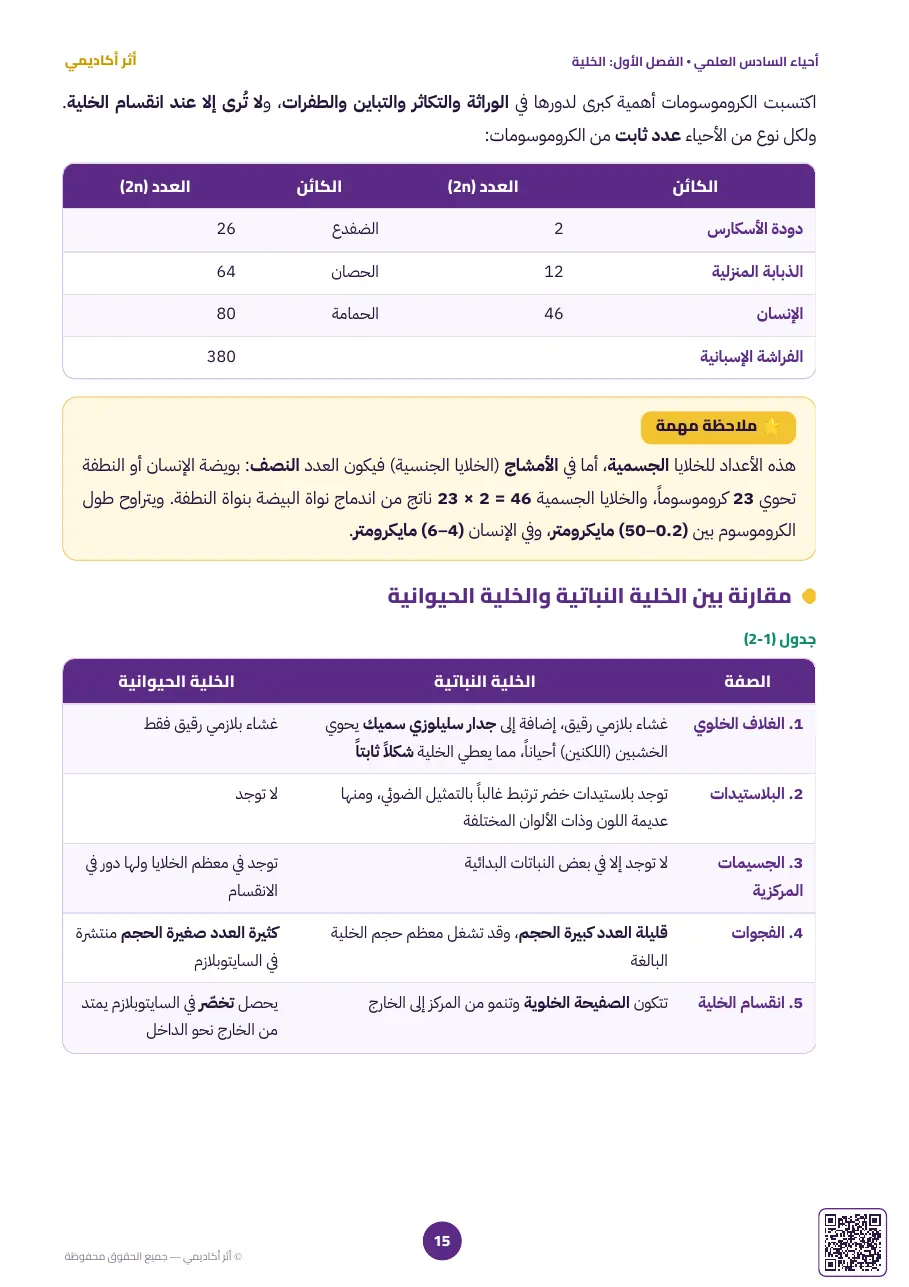 أحياء السادس العلمي • الفصل الأول: الخلية
أثر أكاديمي
اكتسبت الكروموسومات أهمية كبرى لدورها في الوراثة والتكاثر والتباين والطفرات، ولا تُرى إلا عند انقسام الخلية.
ولكل نوع من الأحياء عدد ثابت من الكروموسومات:
الكائن العدد (2n) الكائن العدد (2n)
دودة الأسكارس 2 الضفدع 26
الذبابة المنزلية 12 الحصان 64
الإنسان 46 الحمامة 80
الفراشة الإسبانية 380
⭐ ملاحظة مهمة
هذه الأعداد للخلايا الجسمية، أما في الأمشاج (الخلايا الجنسية) فيكون العدد النصف: بويضة الإنسان أو النطفة
تحوي 23 كروموسوماً، والخلايا الجسمية 46 = 2 × 23 ناتج من اندماج نواة البيضة بنواة النطفة. ويتراوح طول
الكروموسوم بين (0.2–50) مايكرومتر، وفي الإنسان (4–6) مايكرومتر.
مقارنة بين الخلية النباتية والخلية الحيوانية
جدول (1-2)
الصفة الخلية النباتية الخلية الحيوانية
1. الغلاف الخلوي غشاء بلازمي رقيق، إضافة إلى جدار سليلوزي سميك يحوي غشاء بلازمي رقيق فقط
الخشبين (اللكنين) أحياناً، مما يعطي الخلية شكلاً ثابتاً
2. البلاستيدات توجد بلاستيدات خضر ترتبط غالباً بالتمثيل الضوئي، ومنها لا توجد
عديمة اللون وذات الألوان المختلفة
3. الجسيمات لا توجد إلا في بعض النباتات البدائية توجد في معظم الخلايا ولها دور في
المركزية الانقسام
4. الفجوات قليلة العدد كبيرة الحجم، وقد تشغل معظم حجم الخلية كثيرة العدد صغيرة الحجم منتشرة
البالغة في السايتوبلازم
5. انقسام الخلية تتكون الصفيحة الخلوية وتنمو من المركز إلى الخارج يحصل تخصّر في السايتوبلازم يمتد
من الخارج نحو الداخل
15
© أثر أكاديمي — جميع الحقوق محفوظة